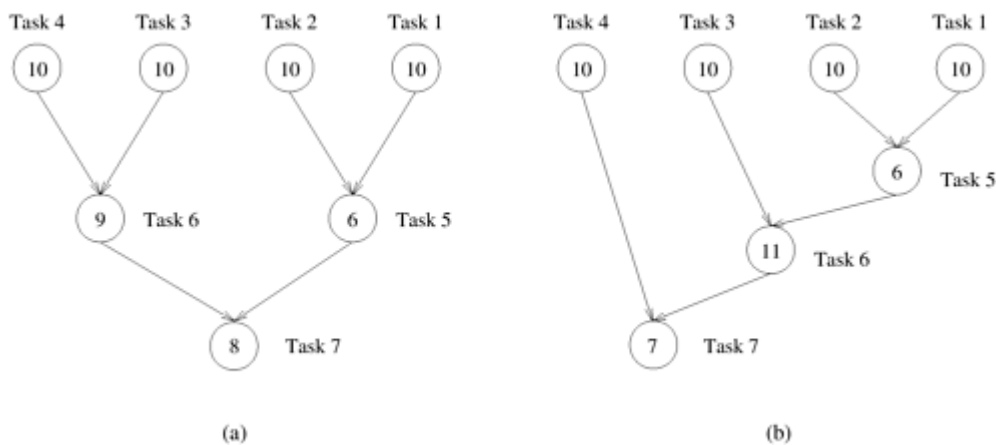 Task 4 Task 3 Task 2 Task 1 Task 4 Task 3 Task 2 Task 1
10 10 10 10 10 10 10 10
6 Task 5
9 Task 6 6 Task 5
11 Task 6
8 Task 7 7 Task 7
(a) (b)